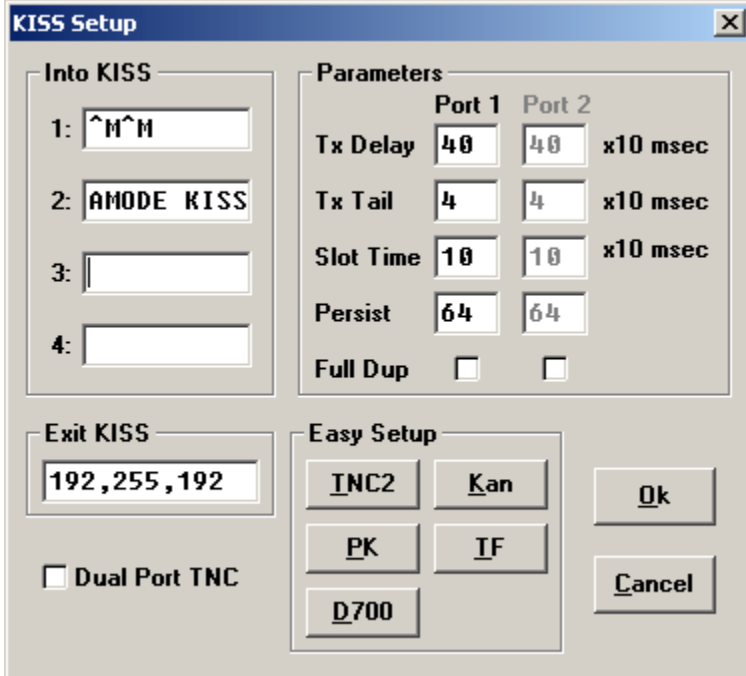 KISS Setup
Into KISS
1: ^M^M
2: AMODE KISS
3:
4:
Parameters
Port 1 Port 2
Tx Delay 40 40 x10 msec
Tx Tail 4 4 x10 msec
Slot Time 10 10 x10 msec
Persist 64 64
Full Dup
Exit KISS
192,255,192
Dual Port TNC
Easy Setup
TNC2 Kan
PK TF
D700
Ok
Cancel